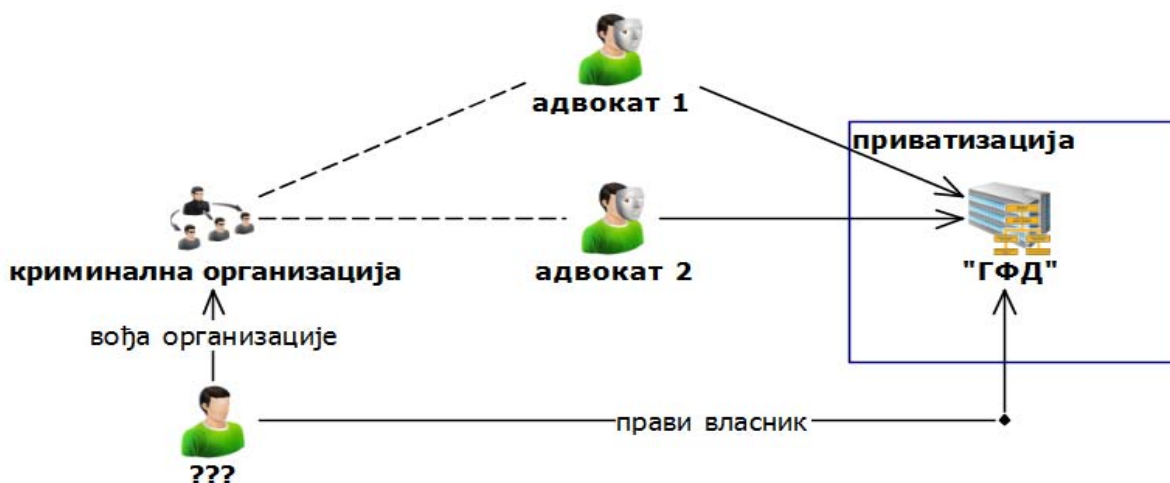 адвокат 1
приватизација
адвокат 2
криминална организација
"ГФД"
вођа организације
прави власник
???